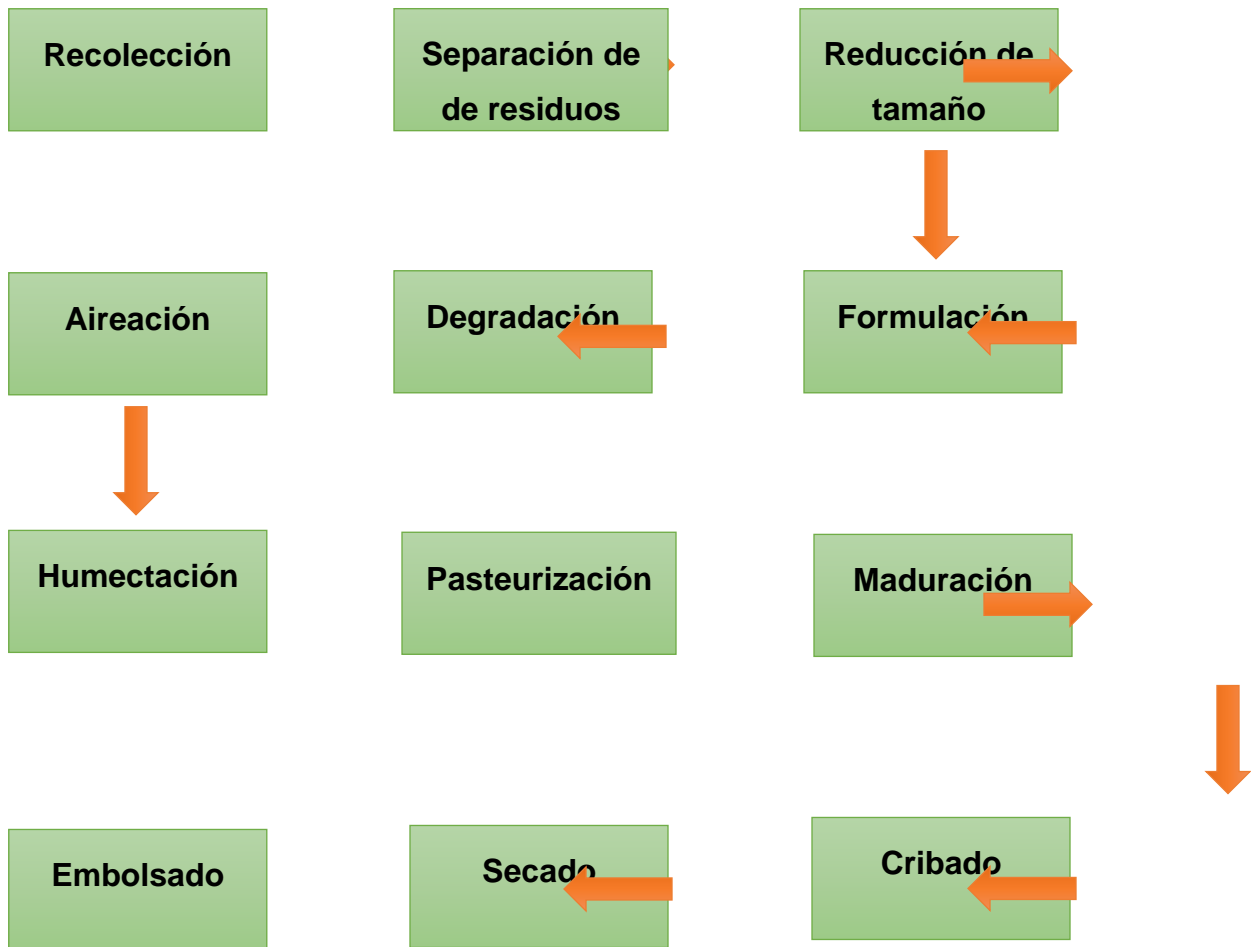 Recolección
Separación de
de residuos
Reducción de
tamaño
Aireación
Degradación
Formulación
Humectación
Pasteurización
Maduración
Embolsado
Secado
Cribado